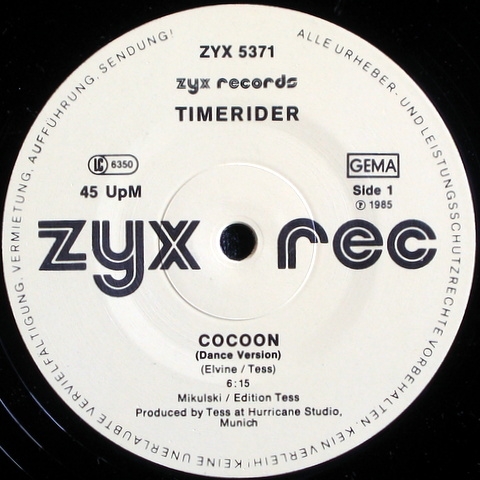 ZYX 5371
zyx records
TIMERIDER
LC 6350
GEMA
45 UpM
Side 1
℗ 1985
zyx rec
COCOON
(Dance Version)
(Elvine / Tess)
6:15
Mikulski / Edition Tess
Produced by Tess at Hurricane Studio,
Munich
ALLE URHEBER- UND LEISTUNGSSCHUTZRECHTE VORBEHALTEN. KEIN VERLEIH! KEINE UNERLAUBTE VERVIELFÄLTIGUNG, VERMIETUNG, AUFFÜHRUNG, SENDUNG!